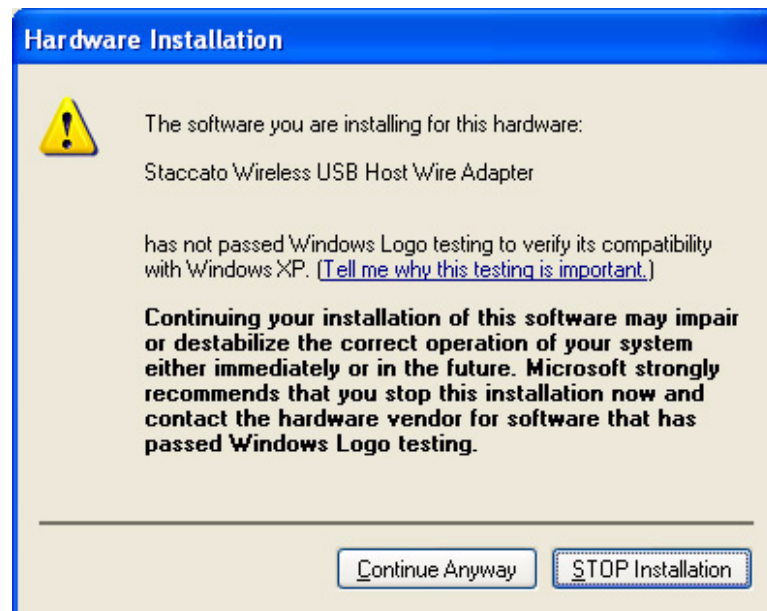 Hardware Installation
The software you are installing for this hardware:
Staccato Wireless USB Host Wire Adapter
has not passed Windows Logo testing to verify its compatibility
with Windows XP. (Tell me why this testing is important.)
Continuing your installation of this software may impair
or destabilize the correct operation of your system
either immediately or in the future. Microsoft strongly
recommends that you stop this installation now and
contact the hardware vendor for software that has
passed Windows Logo testing.
Continue Anyway
STOP Installation